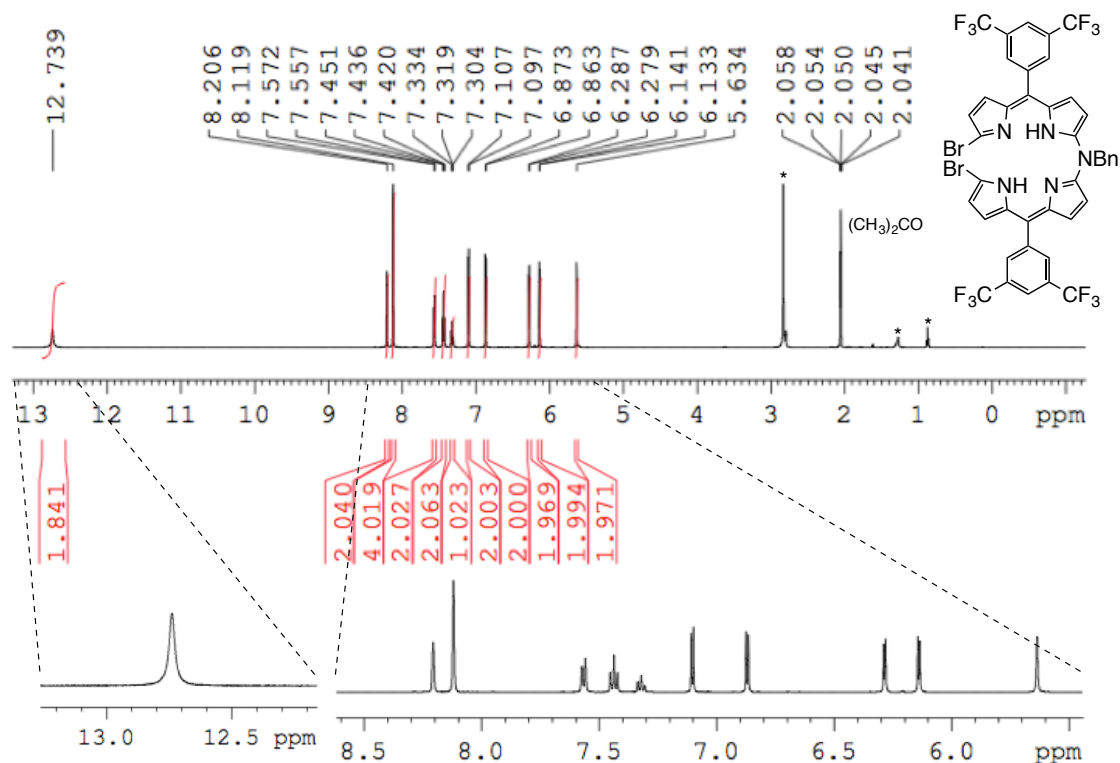 12.739
8.206
8.119
7.572
7.557
7.451
7.436
7.420
7.334
7.319
7.304
7.107
7.097
6.873
6.863
6.287
6.279
6.141
6.133
5.634
2.058
2.054
2.050
2.045
2.041
F3C
CF3
N
HN
Br
NBn
Br
NH
N
F3C
CF3
*
(CH3)2CO
*
*
13 12 11 10 9 8 7 6 5 4 3 2 1 0 ppm
1.841
2.040
4.019
2.027
2.063
1.023
2.003
2.000
1.969
1.994
1.971
13.0 12.5 ppm
8.5 8.0 7.5 7.0 6.5 6.0 ppm